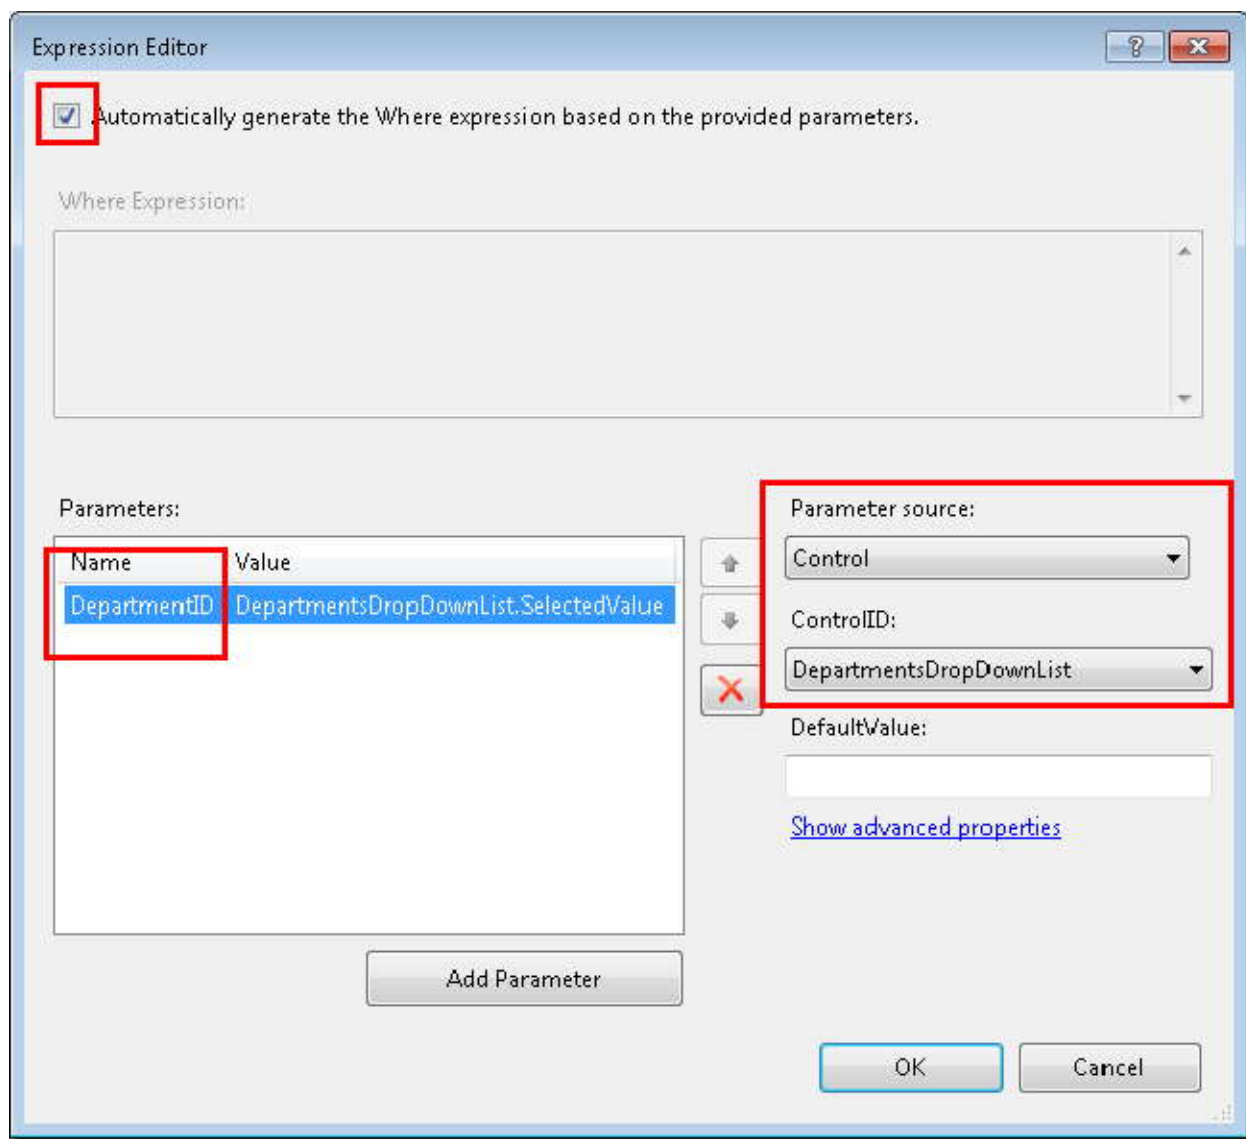 Expression Editor
Automatically generate the Where expression based on the provided parameters.
Where Expression:
Parameters:
Name Value
DepartmentID DepartmentsDropDownList.SelectedValue
Add Parameter
Parameter source:
Control
ControlID:
DepartmentsDropDownList
DefaultValue:
Show advanced properties
OK Cancel